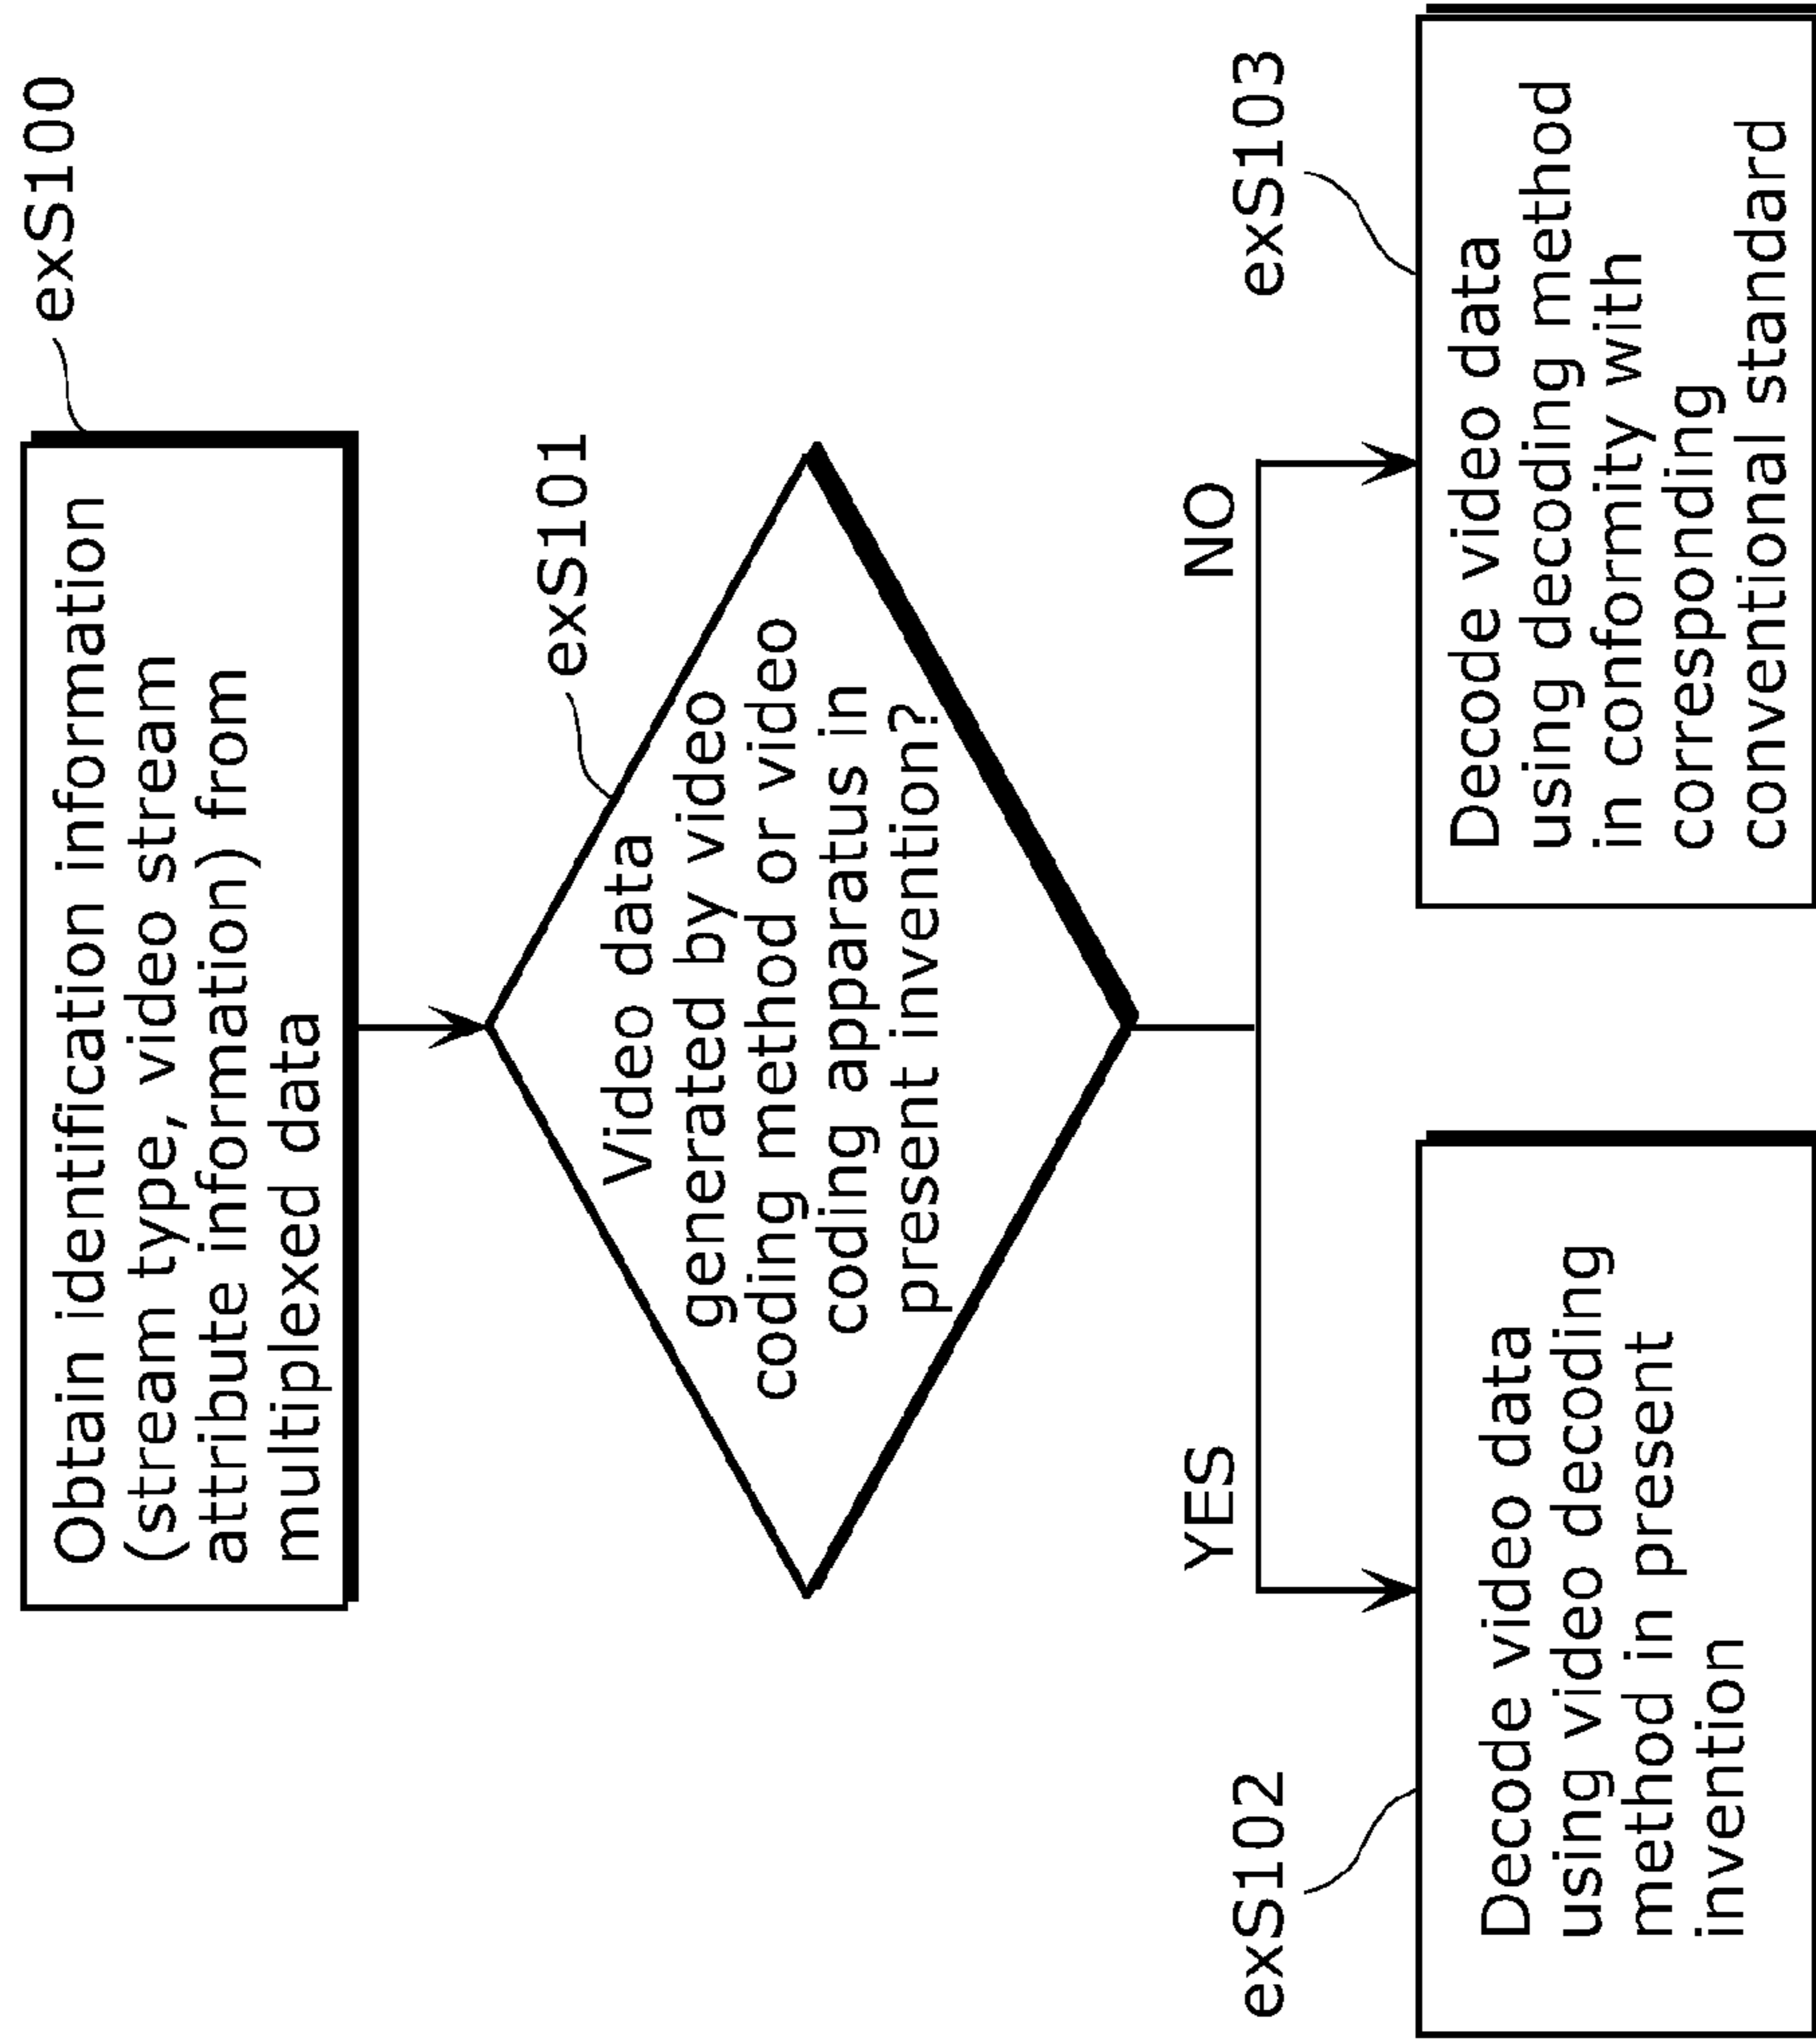 exS100
Obtain identification information
(stream type, video stream
attribute information) from
multiplexed data
exS101
Video data
generated by video
coding method or video
coding apparatus in
present invention?
YES
NO
exS102
Decode video data
using video decoding
method in present
invention
exS103
Decode video data
using decoding method
in conformity with
corresponding
conventional standard